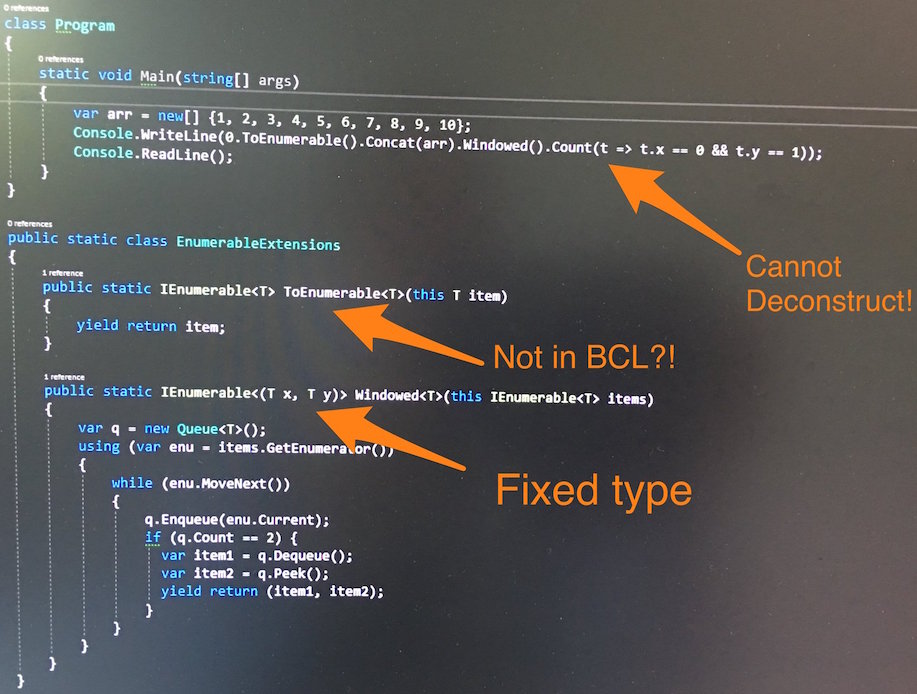 0 references
class Program
{
0 references
static void Main(string[] args)
{
var arr = new[] {1, 2, 3, 4, 5, 6, 7, 8, 9, 10};
Console.WriteLine(0.ToEnumerable().Concat(arr).Windowed().Count(t => t.x == 0 && t.y == 1));
Console.ReadLine();
}
}
Cannot
Deconstruct!
0 references
public static class EnumerableExtensions
{
1 reference
public static IEnumerable<T> ToEnumerable<T>(this T item)
{
yield return item;
}
Not in BCL?!
1 reference
public static IEnumerable<(T x, T y)> Windowed<T>(this IEnumerable<T> items)
{
var q = new Queue<T>();
using (var enu = items.GetEnumerator())
{
while (enu.MoveNext())
{
q.Enqueue(enu.Current);
if (q.Count == 2) {
var item1 = q.Dequeue();
var item2 = q.Peek();
yield return (item1, item2);
}
}
}
}
}
Fixed type